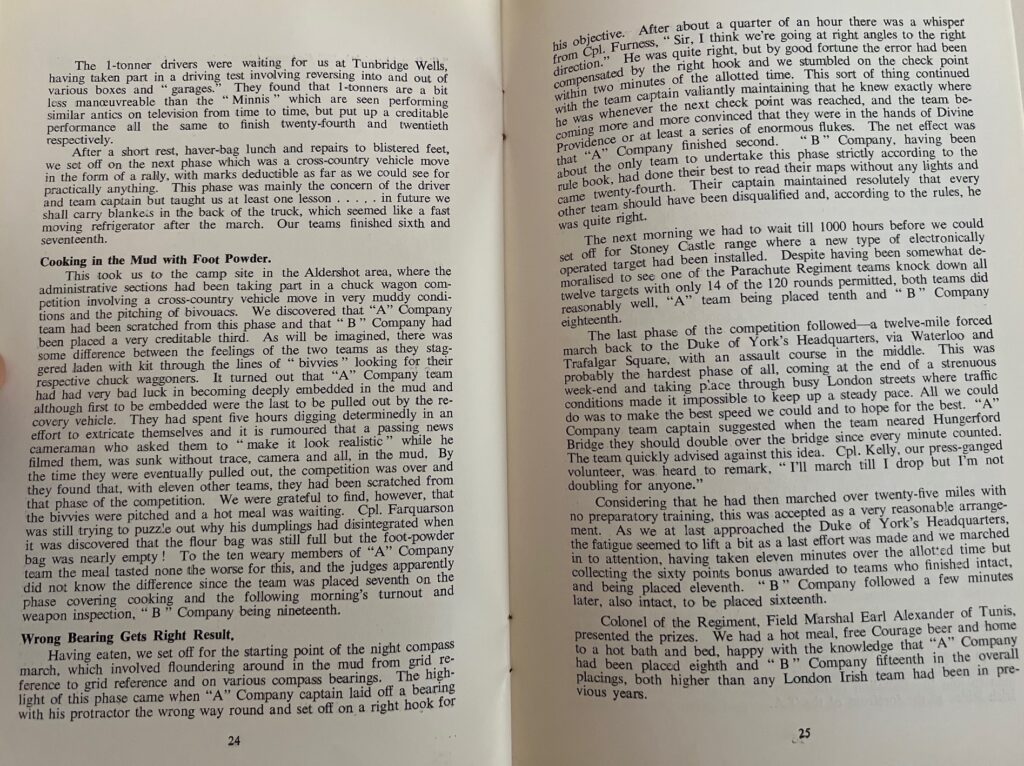 The 1-tonner drivers were waiting for us at Tunbridge Wells,
having taken part in a driving test involving reversing into and out of
various boxes and “ garages.” They found that 1-tonners are a bit
less manœuvreable than the “ Minnis ” which are seen performing
similar antics on television from time to time, but put up a creditable
performance all the same to finish twenty-fourth and twentieth
respectively.
After a short rest, haver-bag lunch and repairs to blistered feet,
we set off on the next phase which was a cross-country vehicle move
in the form of a rally, with marks deductible as far as we could see for
practically anything. This phase was mainly the concern of the driver
and team captain but taught us at least one lesson . . . . . in future we
shall carry blankets in the back of the truck, which seemed like a fast
moving refrigerator after the march. Our teams finished sixth and
seventeenth.
Cooking in the Mud with Foot Powder.
This took us to the camp site in the Aldershot area, where the
administrative sections had been taking part in a chuck wagon com-
petition involving a cross-country vehicle move in very muddy condi-
tions and the pitching of bivouacs. We discovered that “A” Company
team had been scratched from this phase and that “ B ” Company had
been placed a very creditable third. As will be imagined, there was
some difference between the feelings of the two teams as they stag-
gered laden with kit through the lines of “ bivvies ” looking for their
respective chuck waggoners. It turned out that “A” Company team
had had very bad luck in becoming deeply embedded in the mud and
although first to be embedded were the last to be pulled out by the re-
covery vehicle. They had spent five hours digging determinedly in an
effort to extricate themselves and it is rumoured that a passing news
cameraman who asked them to “ make it look realistic ” while he
filmed them, was sunk without trace, camera and all, in the mud. By
the time they were eventually pulled out, the competition was over and
they found that, with eleven other teams, they had been scratched from
that phase of the competition. We were grateful to find, however, that
the bivvies were pitched and a hot meal was waiting. Cpl. Farquarson
was still trying to puzzle out why his dumplings had disintegrated when
it was discovered that the flour bag was still full but the foot-powder
bag was nearly empty ! To the ten weary members of “A” Company
team the meal tasted none the worse for this, and the judges apparently
did not know the difference since the team was placed seventh on the
phase covering cooking and the following morning's turnout and
weapon inspection, “ B ” Company being nineteenth.
Wrong Bearing Gets Right Result.
Having eaten, we set off for the starting point of the night compass
march, which involved floundering around in the mud from grid re-
ference to grid reference and on various compass bearings. The high-
light of this phase came when “A” Company captain laid off a bearing
with his protractor the wrong way round and set off on a right hook for
24
his objective. After about a quarter of an hour there was a whisper
from Cpl. Furness, “ Sir, I think we're going at right angles to the right
direction.” He was quite right, but by good fortune the error had been
compensated by the right hook and we stumbled on the check point
within two minutes of the allotted time. This sort of thing continued
with the team captain valiantly maintaining that he knew exactly where
he was whenever the next check point was reached, and the team be-
coming more and more convinced that they were in the hands of Divine
Providence or at least a series of enormous flukes. The net effect was
that “A” Company finished second. “ B ” Company, having been
about the only team to undertake this phase strictly according to the
rule book, had done their best to read their maps without any lights and
came twenty-fourth. Their captain maintained resolutely that every
other team should have been disqualified and, according to the rules, he
was quite right.
The next morning we had to wait till 1000 hours before we could
set off for Stoney Castle range where a new type of electronically
operated target had been installed. Despite having been somewhat de-
moralised to see one of the Parachute Regiment teams knock down all
twelve targets with only 14 of the 120 rounds permitted, both teams did
reasonably well, “A” team being placed tenth and “ B ” Company
eighteenth.
The last phase of the competition followed—a twelve-mile forced
march back to the Duke of York's Headquarters, via Waterloo and
Trafalgar Square, with an assault course in the middle. This was
probably the hardest phase of all, coming at the end of a strenuous
week-end and taking place through busy London streets where traffic
conditions made it impossible to keep up a steady pace. All we could
do was to make the best speed we could and to hope for the best. “A”
Company team captain suggested when the team neared Hungerford
Bridge they should double over the bridge since every minute counted.
The team quickly advised against this idea. Cpl. Kelly, our press-ganged
volunteer, was heard to remark, “ I'll march till I drop but I'm not
doubling for anyone.”
Considering that he had then marched over twenty-five miles with
no preparatory training, this was accepted as a very reasonable arrange-
ment. As we at last approached the Duke of York's Headquarters,
the fatigue seemed to lift a bit as a last effort was made and we marched
in to attention, having taken eleven minutes over the allotted time but
collecting the sixty points bonus awarded to teams who finished intact,
and being placed eleventh. “ B ” Company followed a few minutes
later, also intact, to be placed sixteenth.
Colonel of the Regiment, Field Marshal Earl Alexander of Tunis,
presented the prizes. We had a hot meal, free Courage beer and home
to a hot bath and bed, happy with the knowledge that “A” Company
had been placed eighth and “ B ” Company fifteenth in the overall
placings, both higher than any London Irish team had been in pre-
vious years.
25